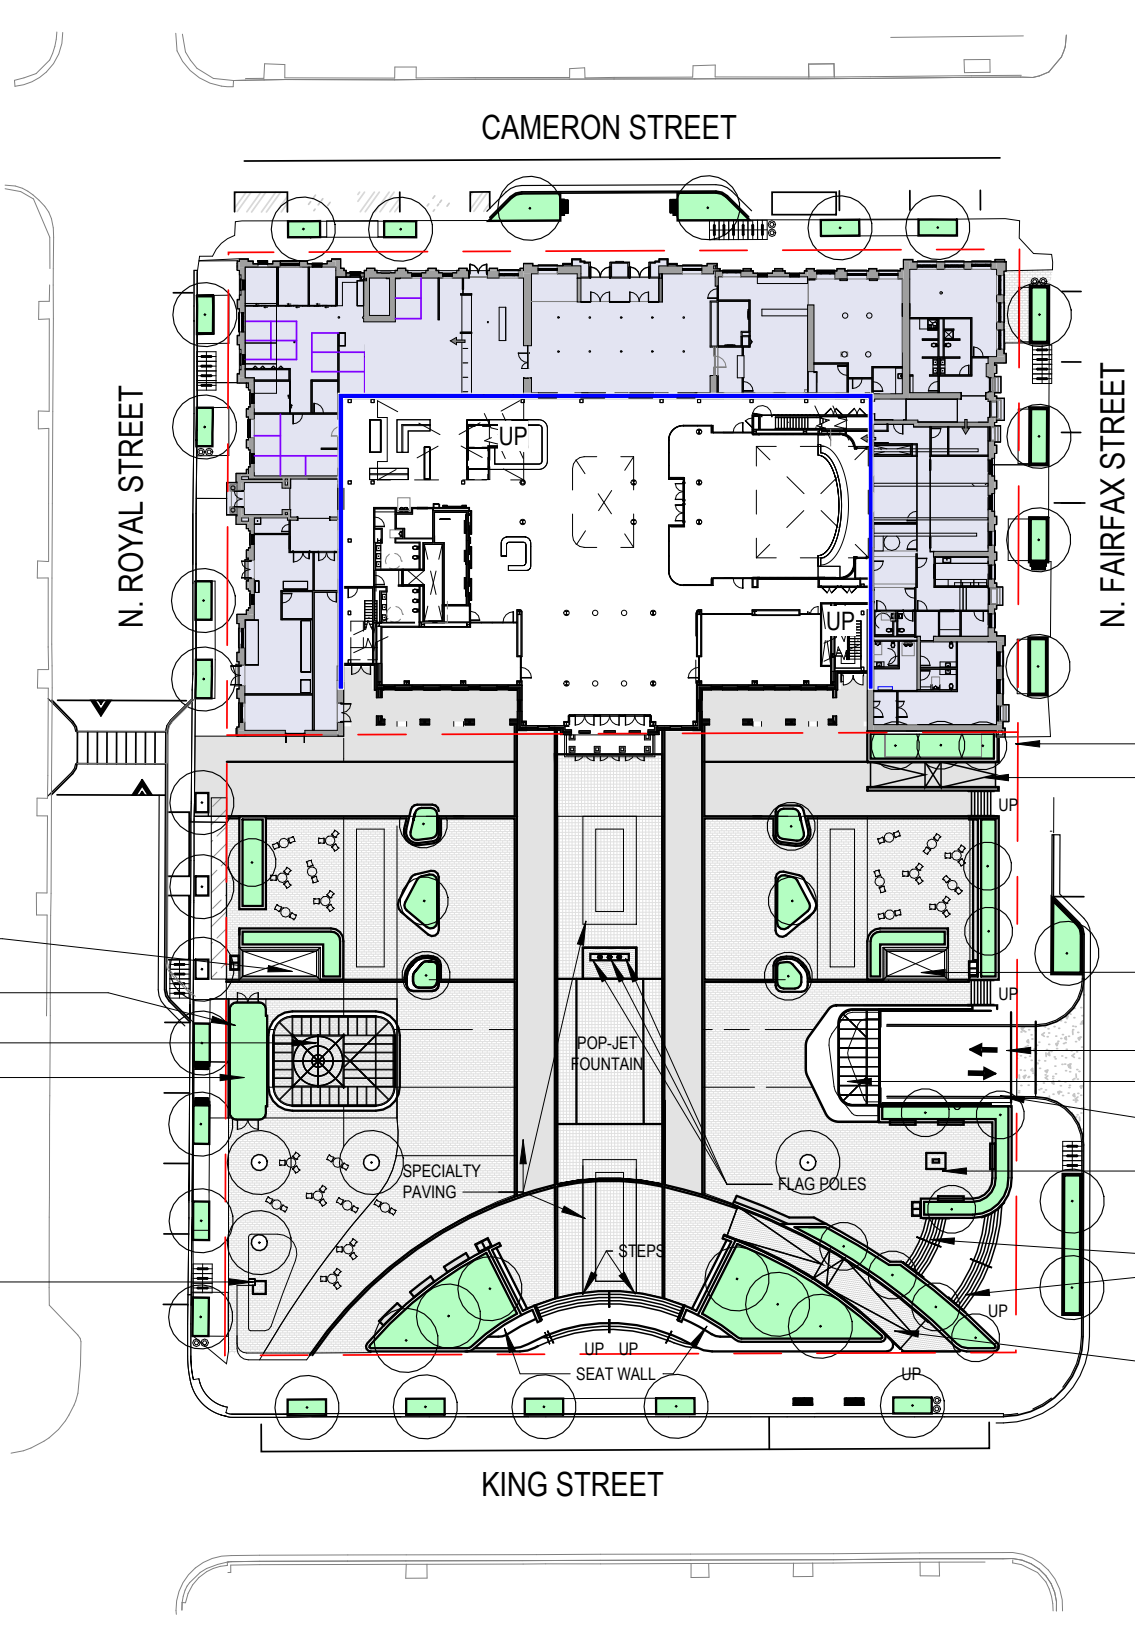 CAMERON STREET
N. ROYAL STREET
N. FAIRFAX STREET
UP
UP
UP
UP
POP-JET
FOUNTAIN
SPECIALTY
PAVING
FLAG POLES
STEPS
UP
UP UP
SEAT WALL
UP
KING STREET